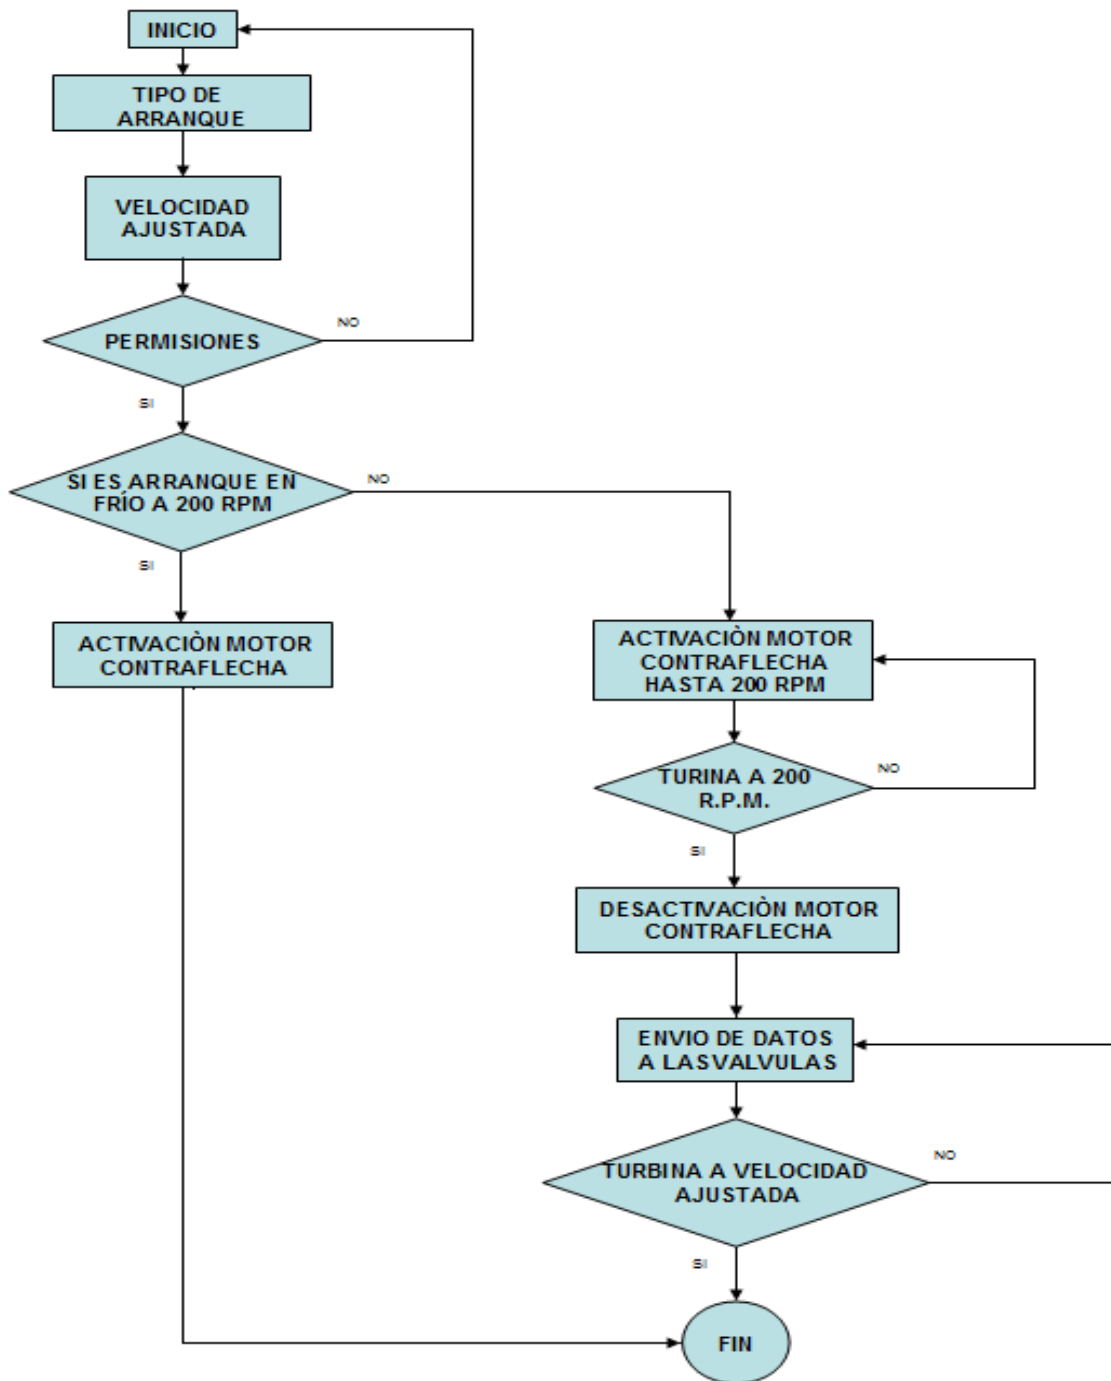 INICIO
TIPO DE
ARRANQUE
VELOCIDAD
AJUSTADA
PERMISIONES
NO
SI
SI ES ARRANQUE EN
FRÍO A 200 RPM
NO
SI
ACTIVACIÒN MOTOR
CONTRAFLECHA
ACTIVACIÒN MOTOR
CONTRAFLECHA
HASTA 200 RPM
TURINA A 200
R.P.M.
NO
SI
DESACTIVACIÒN MOTOR
CONTRAFLECHA
ENVIO DE DATOS
A LASVALVULAS
TURBINA A VELOCIDAD
AJUSTADA
NO
SI
FIN